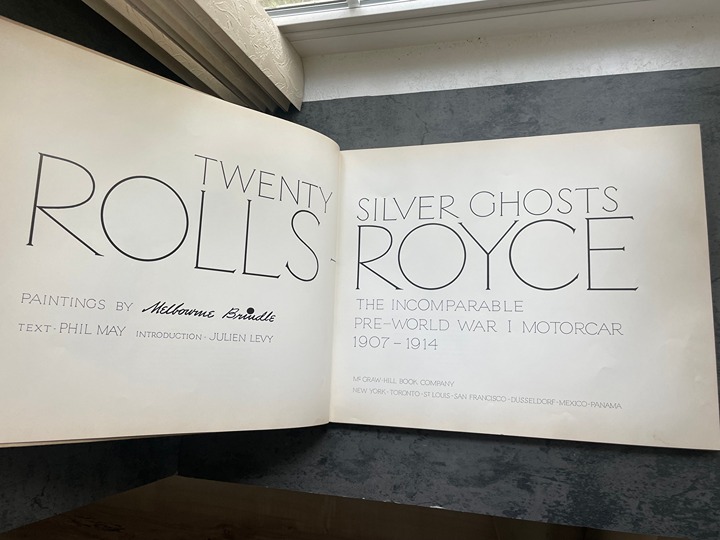 TWENTY SILVER GHOSTS
ROLLS-ROYCE
PAINTINGS BY Melbourne Brindle
TEXT · PHIL MAY INTRODUCTION · JULIEN LEVY
THE INCOMPARABLE
PRE-WORLD WAR I MOTORCAR
1907-1914
McGRAW-HILL BOOK COMPANY
NEW YORK · TORONTO · ST LOUIS · SAN FRANCISCO · DUSSELDORF · MEXICO · PANAMA